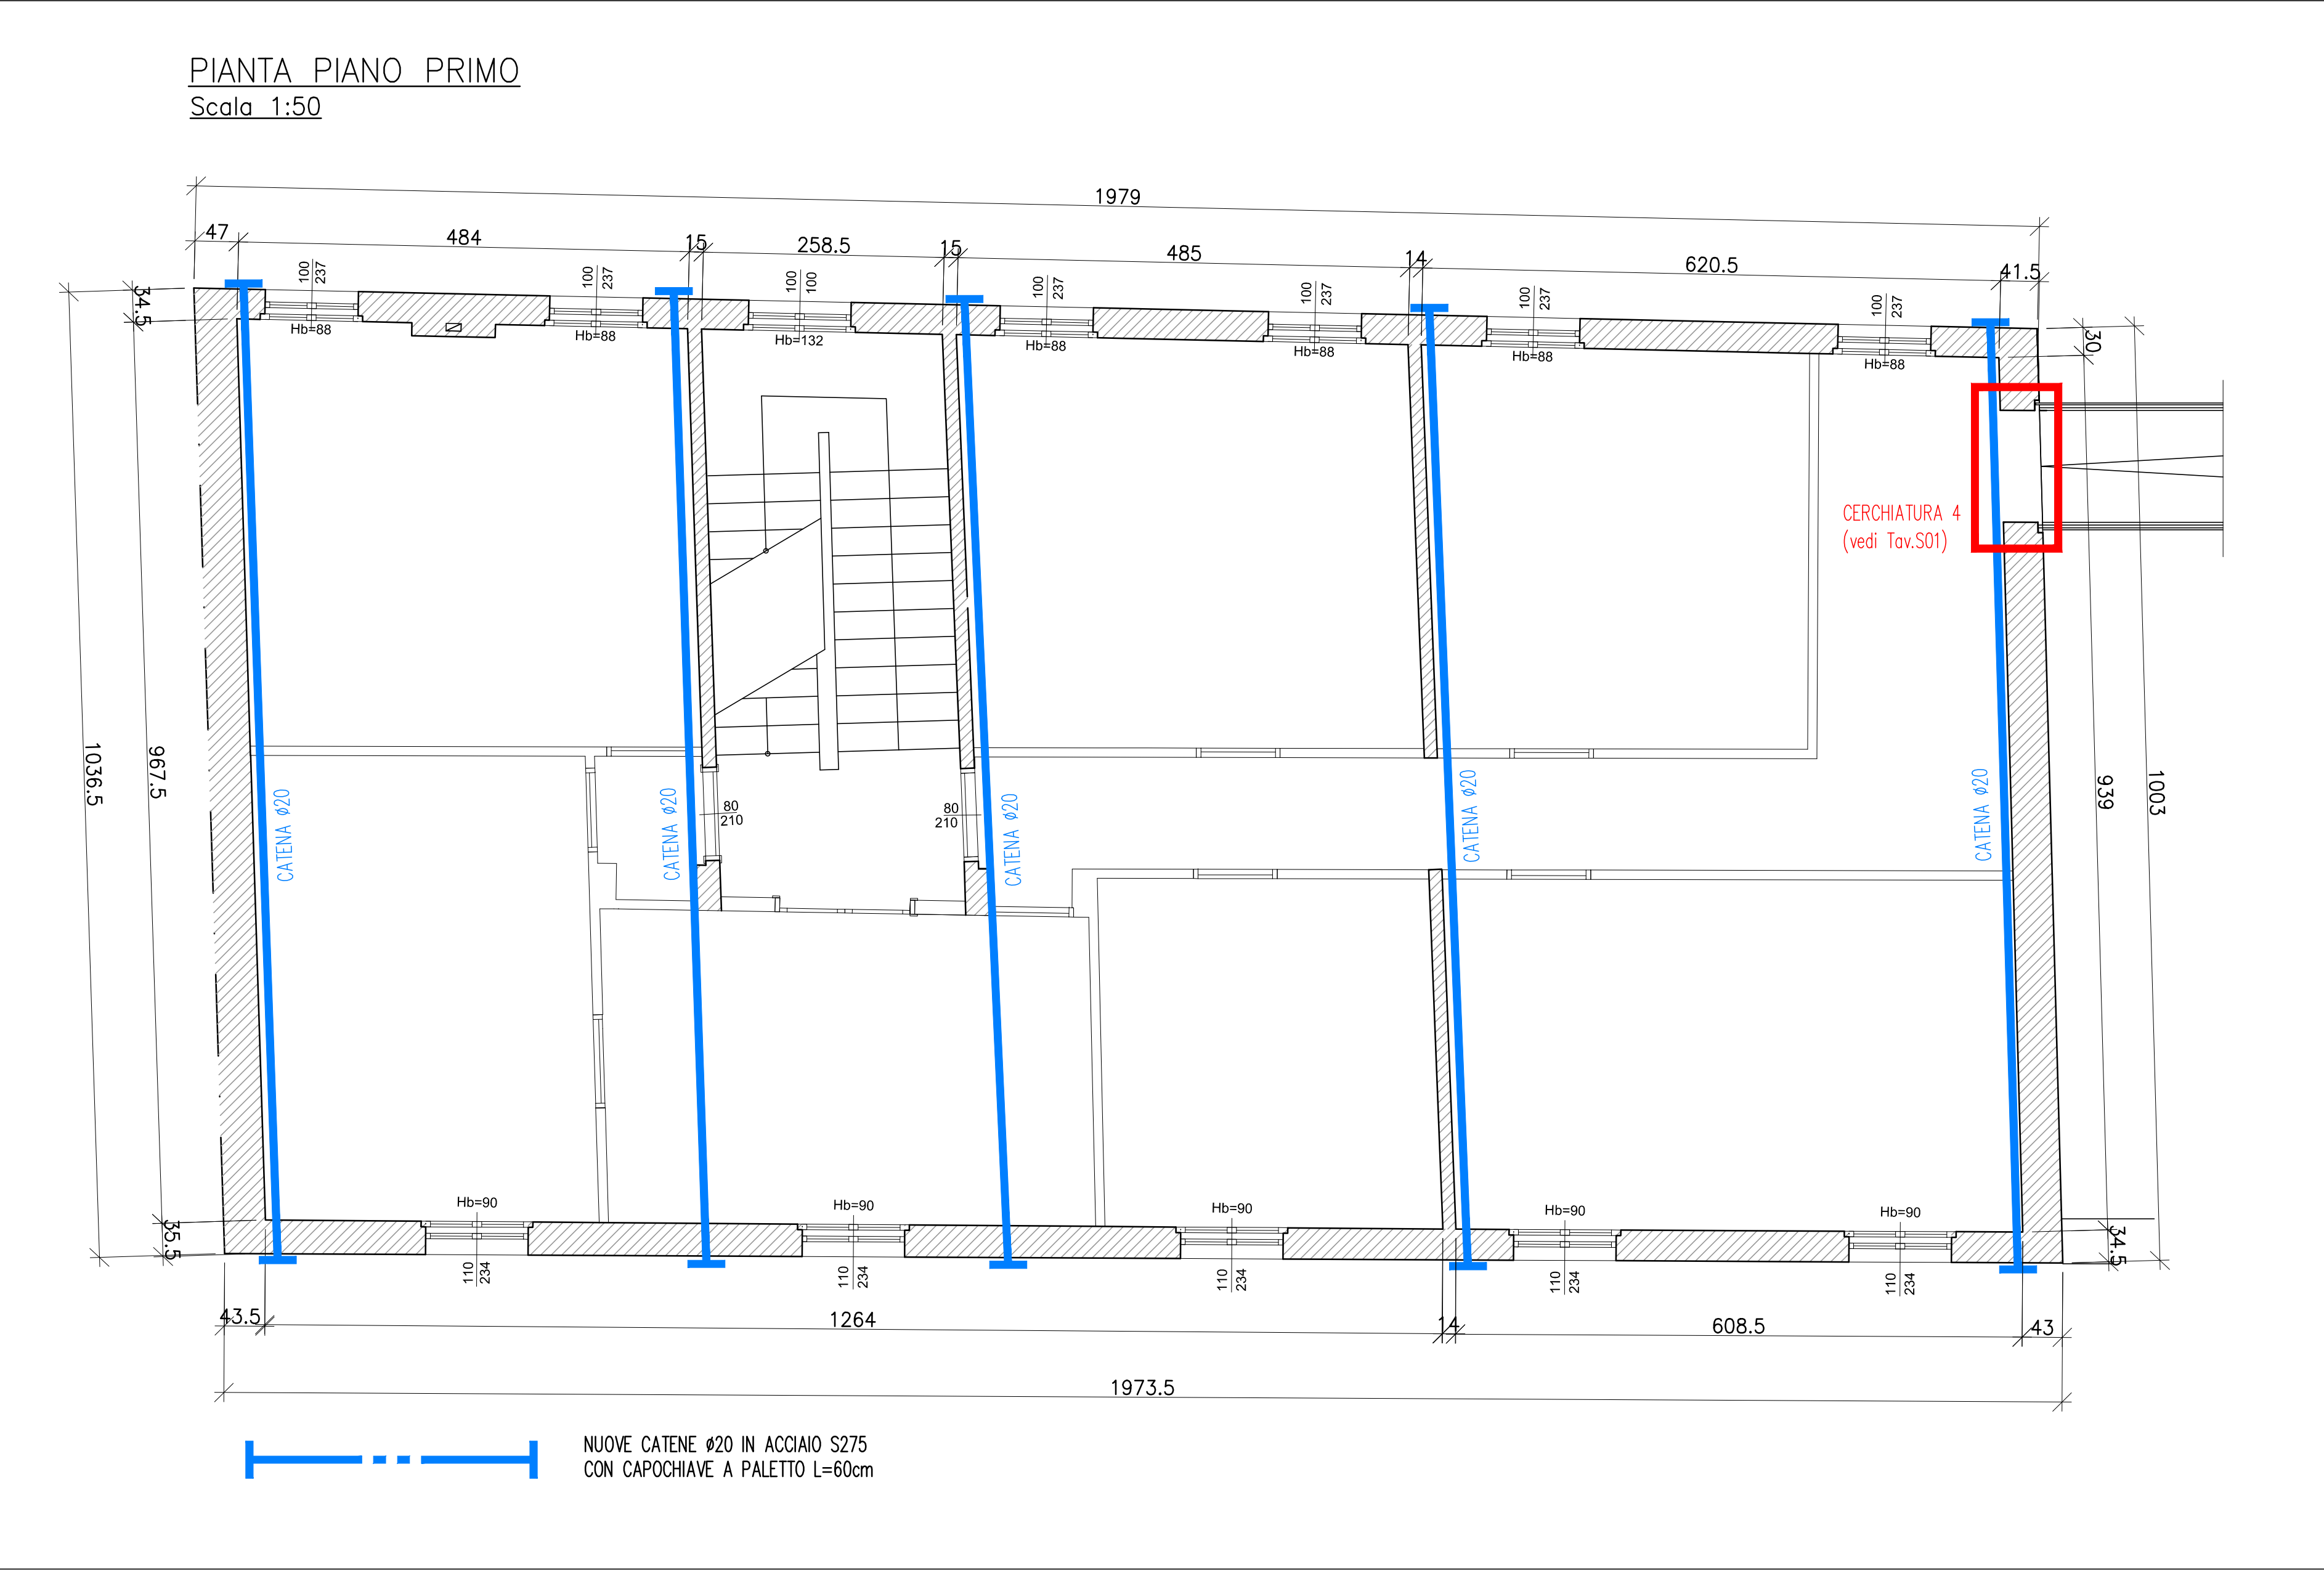 PIANTA PIANO PRIMO
Scala 1:50
1979
47
484
15
258.5
15
485
14
620.5
41.5
100
237
100
237
100
100
100
237
100
237
100
237
100
237
Hb=88
Hb=88
Hb=132
Hb=88
Hb=88
Hb=88
Hb=88
34.5
30
CERCHIATURA 4
(vedi Tav.S01)
1036.5
967.5
939
1003
CATENA ø20
CATENA ø20
CATENA ø20
CATENA ø20
CATENA ø20
80
210
80
210
Hb=90
Hb=90
Hb=90
Hb=90
Hb=90
35.5
34.5
110
234
110
234
110
234
110
234
110
234
43.5
1264
14
608.5
43
1973.5
NUOVE CATENE ø20 IN ACCIAIO S275
CON CAPOCHIAVE A PALETTO L=60cm